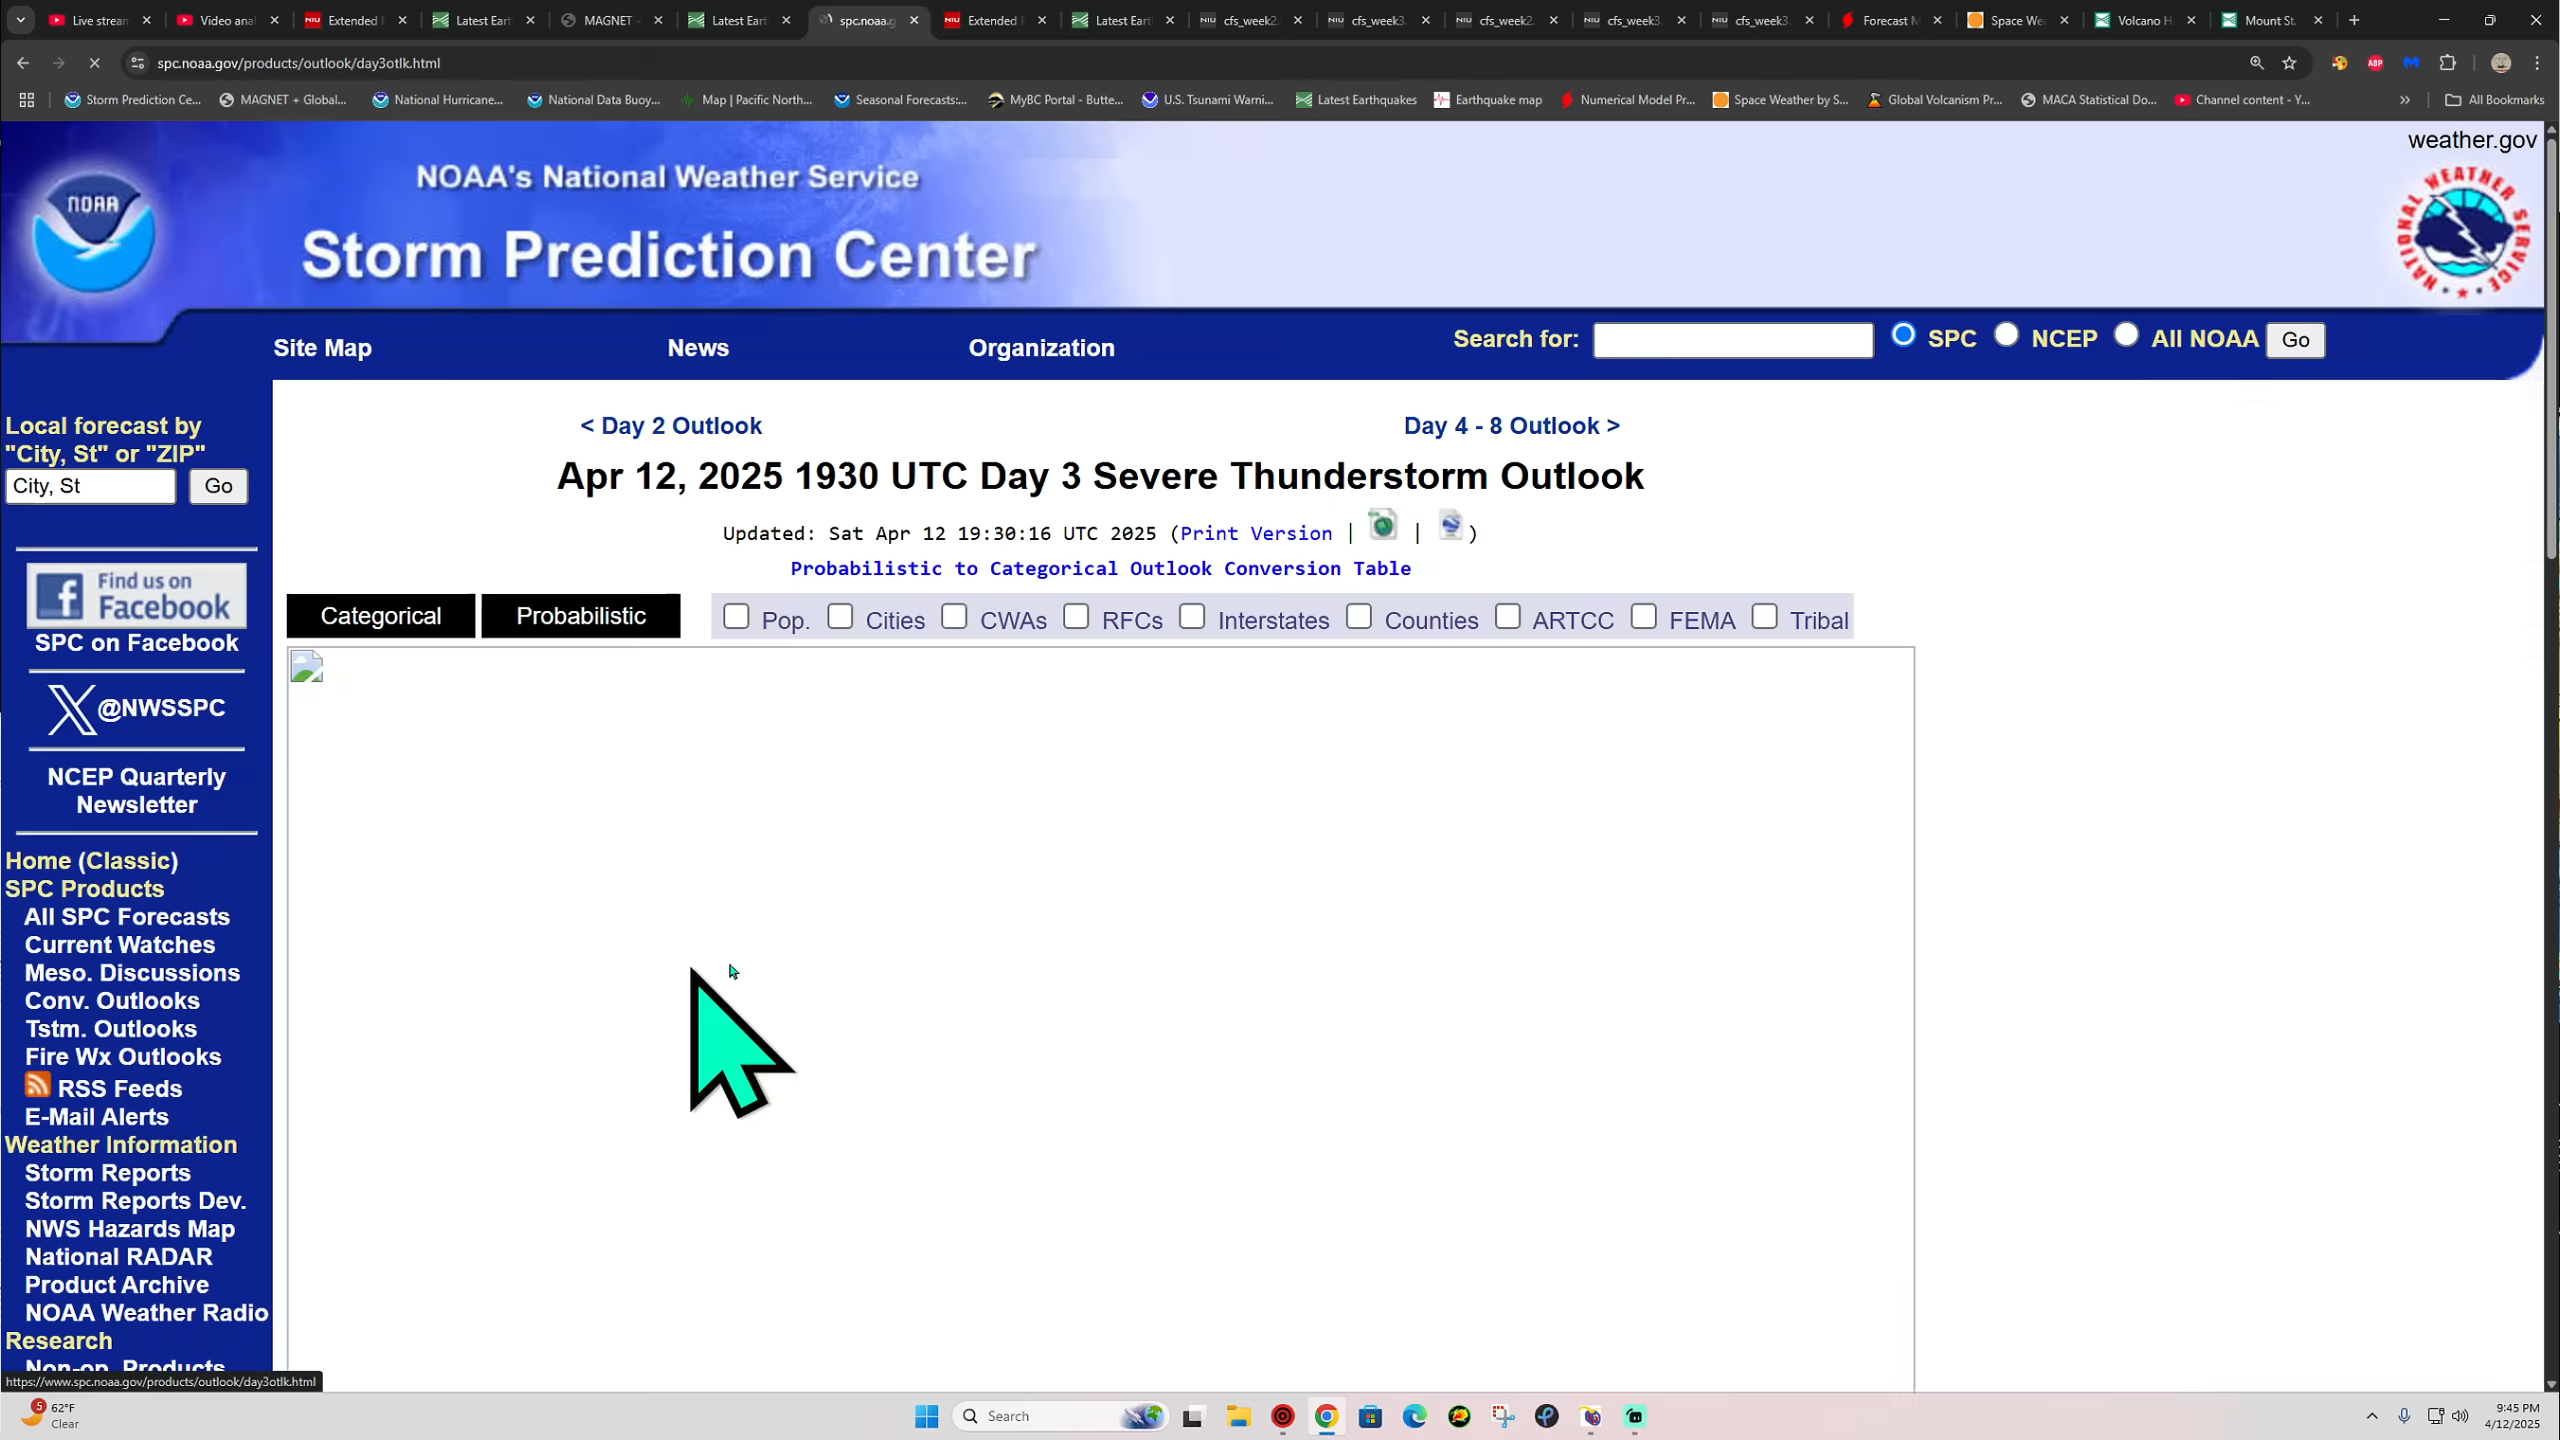 Live strean
Video anal
Extended F
Latest Eart
MAGNET -
Latest Eart
spc.noaa.g
Extended F
Latest Eart
cfs_week2
cfs_week3
cfs_week2
cfs_week3
cfs_week3
Forecast M
Space Wea
Volcano H
Mount St.
spc.noaa.gov/products/outlook/day3otlk.html
Storm Prediction Ce...
MAGNET + Global...
National Hurricane...
National Data Buoy...
Map | Pacific North...
Seasonal Forecasts:...
MyBC Portal - Butte...
U.S. Tsunami Warni...
Latest Earthquakes
Earthquake map
Numerical Model Pr...
Space Weather by S...
Global Volcanism Pr...
MACA Statistical Do...
Channel content - Y...
All Bookmarks
weather.gov
NOAA
NOAA's National Weather Service
Storm Prediction Center
NATIONAL WEATHER SERVICE
Site Map
News
Organization
Search for:
SPC
NCEP
All NOAA
Go
Local forecast by
"City, St" or "ZIP"
City, St
Go
Find us on
Facebook
SPC on Facebook
@NWSSPC
NCEP Quarterly
Newsletter
Home (Classic)
SPC Products
All SPC Forecasts
Current Watches
Meso. Discussions
Conv. Outlooks
Tstm. Outlooks
Fire Wx Outlooks
RSS Feeds
E-Mail Alerts
Weather Information
Storm Reports
Storm Reports Dev.
NWS Hazards Map
National RADAR
Product Archive
NOAA Weather Radio
Research
Non-op. Products
< Day 2 Outlook
Day 4 - 8 Outlook >
Apr 12, 2025 1930 UTC Day 3 Severe Thunderstorm Outlook
Updated: Sat Apr 12 19:30:16 UTC 2025 (Print Version | | )
Probabilistic to Categorical Outlook Conversion Table
Categorical
Probabilistic
Pop.
Cities
CWAs
RFCs
Interstates
Counties
ARTCC
FEMA
Tribal
https://www.spc.noaa.gov/products/outlook/day3otlk.html
5
62°F
Clear
Search
9:45 PM
4/12/2025